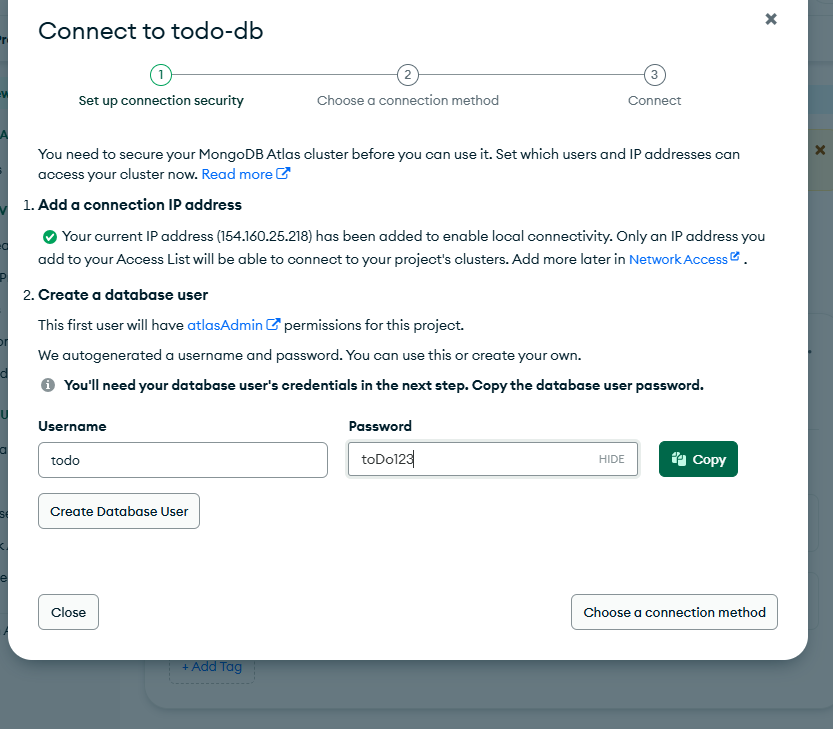 Connect to todo-db
1
2
3
Set up connection security
Choose a connection method
Connect
You need to secure your MongoDB Atlas cluster before you can use it. Set which users and IP addresses can
access your cluster now. Read more
1. Add a connection IP address
Your current IP address (154.160.25.218) has been added to enable local connectivity. Only an IP address you
add to your Access List will be able to connect to your project's clusters. Add more later in Network Access .
2. Create a database user
This first user will have atlasAdmin permissions for this project.
We autogenerated a username and password. You can use this or create your own.
You'll need your database user's credentials in the next step. Copy the database user password.
Username
Password
todo
toDo123
HIDE
Copy
Create Database User
Close
Choose a connection method
+ Add Tag